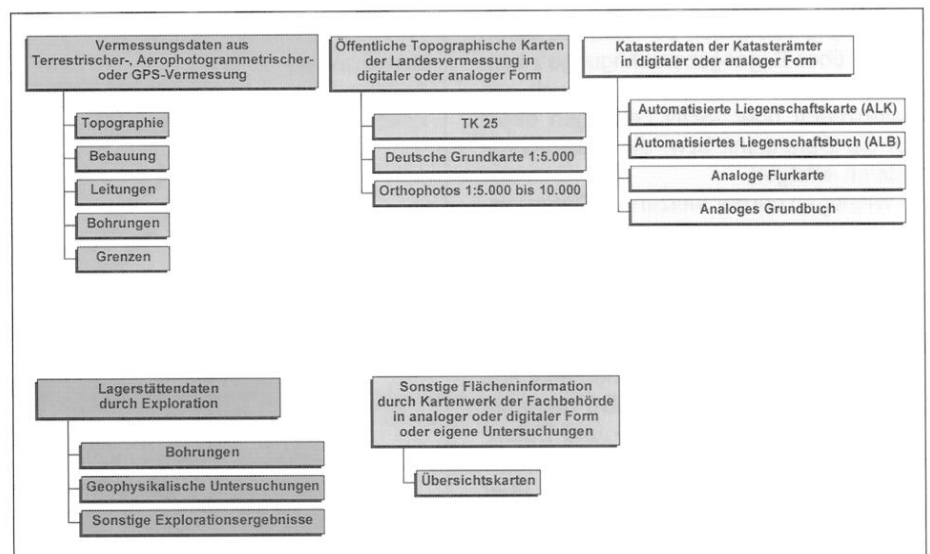 Vermessungsdaten aus
Terrestrischer-, Aerophotogrammetrischer-
oder GPS-Vermessung
Topographie
Bebauung
Leitungen
Bohrungen
Grenzen
Öffentliche Topographische Karten
der Landesvermessung in
digitaler oder analoger Form
TK 25
Deutsche Grundkarte 1:5.000
Orthophotos 1:5.000 bis 10.000
Katasterdaten der Katasterämter
in digitaler oder analoger Form
Automatisierte Liegenschaftskarte (ALK)
Automatisiertes Liegenschaftsbuch (ALB)
Analoge Flurkarte
Analoges Grundbuch
Lagerstättendaten
durch Exploration
Bohrungen
Geophysikalische Untersuchungen
Sonstige Explorationsergebnisse
Sonstige Flächeninformation
durch Kartenwerk der Fachbehörde
in analoger oder digitaler Form
oder eigene Untersuchungen
Übersichtskarten